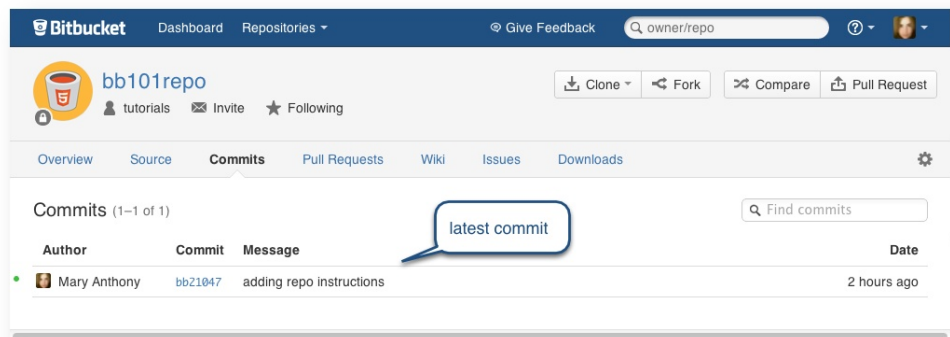 Bitbucket Dashboard Repositories Give Feedback owner/repo
bb101repo
tutorials Invite Following
Clone Fork Compare Pull Request
Overview Source Commits Pull Requests Wiki Issues Downloads
Commits (1–1 of 1)
Find commits
latest commit
Author Commit Message Date
Mary Anthony bb21047 adding repo instructions 2 hours ago